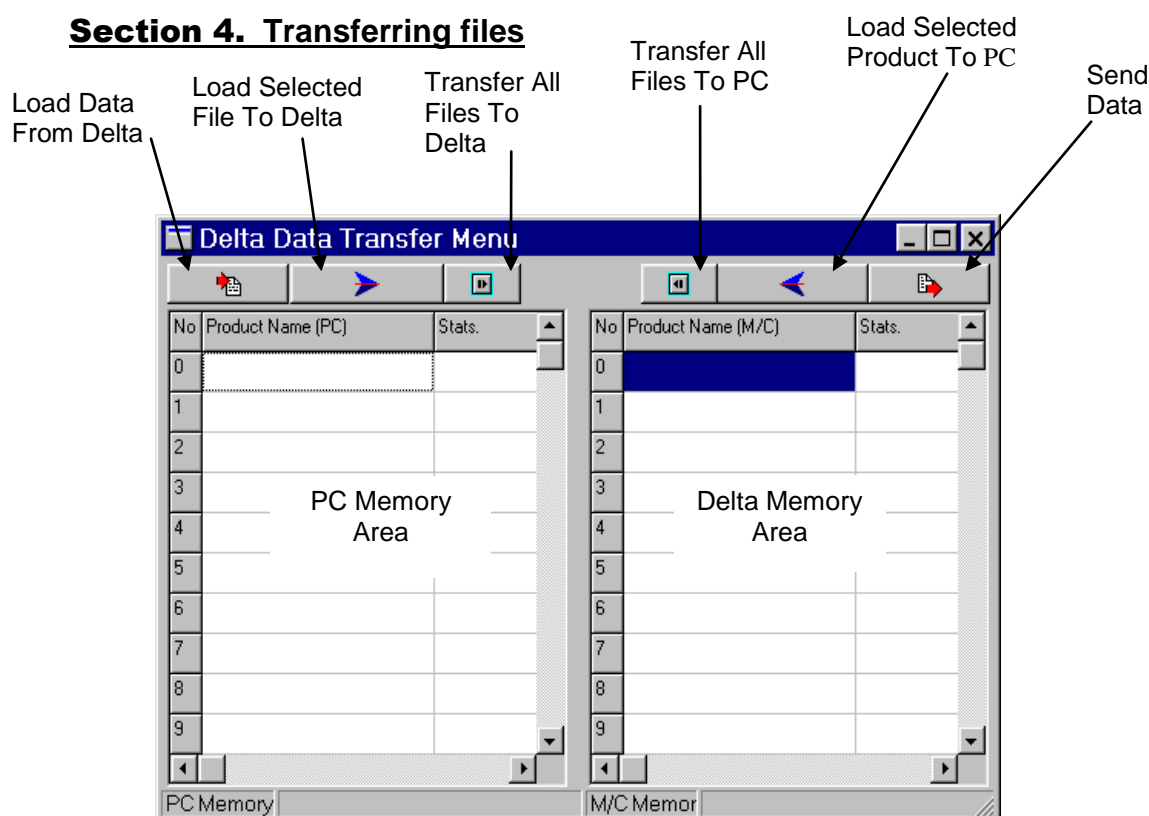 Section 4. Transferring files
Load Data
From Delta
Load Selected
File To Delta
Transfer All
Files To
Delta
Transfer All
Files To PC
Load Selected
Product To PC
Send
Data
Delta Data Transfer Menu
No Product Name (PC) Stats.
0
1
2
3
4
5
6
7
8
9
PC Memory
Area
PC Memory
No Product Name (M/C) Stats.
0
1
2
3
4
5
6
7
8
9
Delta Memory
Area
M/C Memor